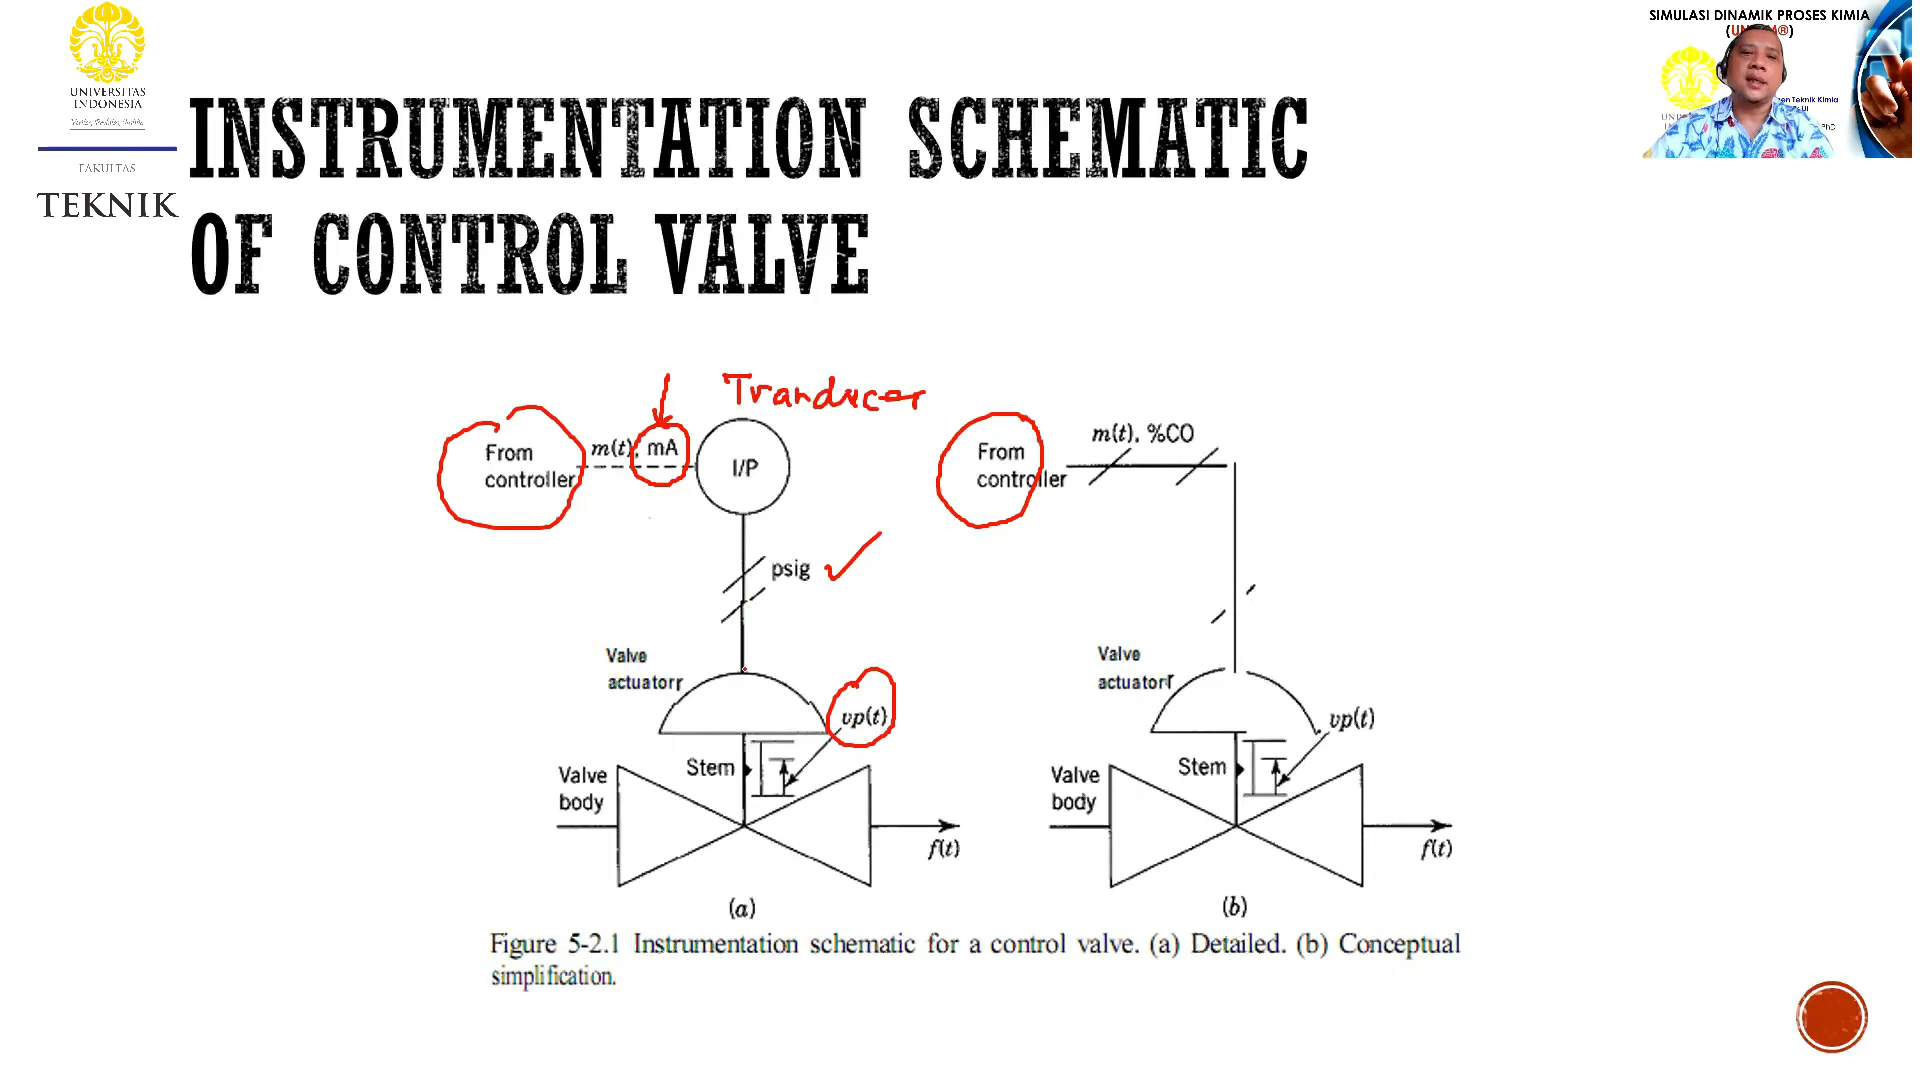 UNIVERSITAS
INDONESIA
FAKULTAS
TEKNIK
SIMULASI DINAMIK PROSES KIMIA
INSTRUMENTATION SCHEMATIC
OF CONTROL VALVE
Tranducer
From
controller
m(t), mA
I/P
psig
Valve
actuator
vp(t)
Stem
Valve
body
f(t)
(a)
From
controller
m(t), %CO
Valve
actuator
vp(t)
Stem
Valve
body
f(t)
(b)
Figure 5-2.1 Instrumentation schematic for a control valve. (a) Detailed. (b) Conceptual
simplification.